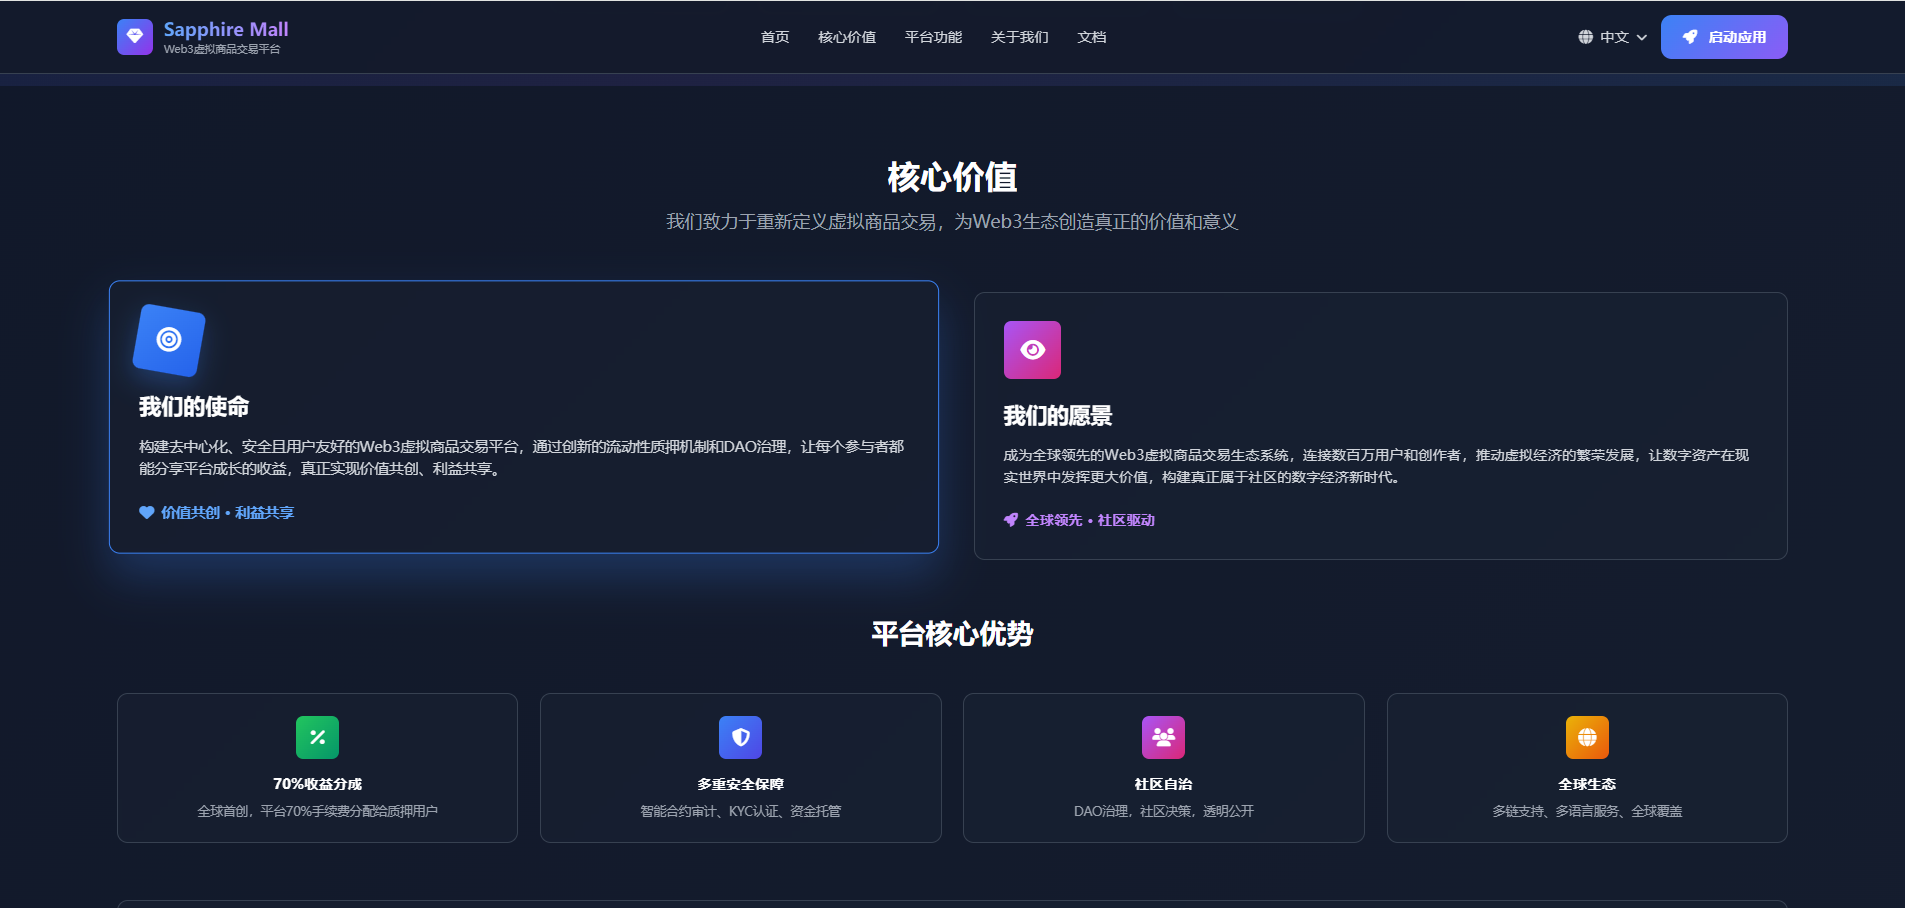 Sapphire Mall
Web3虚拟商品交易平台
首页
核心价值
平台功能
关于我们
文档
中文
启动应用
核心价值
我们致力于重新定义虚拟商品交易，为Web3生态创造真正的价值和意义
我们的使命
构建去中心化、安全且用户友好的Web3虚拟商品交易平台，通过创新的流动性质押机制和DAO治理，让每个参与者都
能分享平台成长的收益，真正实现价值共创、利益共享。
价值共创 • 利益共享
我们的愿景
成为全球领先的Web3虚拟商品交易生态系统，连接数百万用户和创作者，推动虚拟经济的繁荣发展，让数字资产在现
实世界中发挥更大价值，构建真正属于社区的数字经济新时代。
全球领先 • 社区驱动
平台核心优势
70%收益分成
全球首创，平台70%手续费分配给质押用户
多重安全保障
智能合约审计、KYC认证、资金托管
社区自治
DAO治理，社区决策，透明公开
全球生态
多链支持、多语言服务、全球覆盖